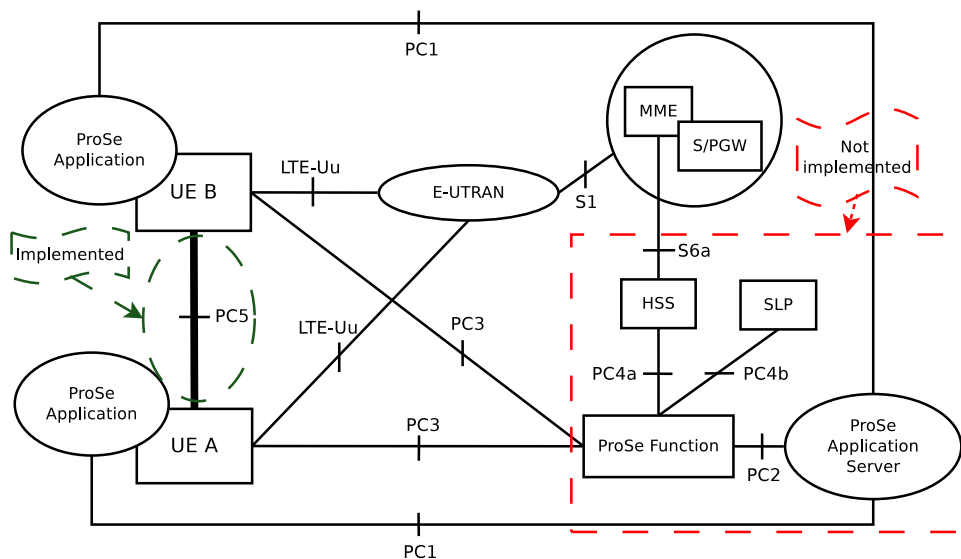 PC1
MME
ProSe
Application
S/PGW
Not
implemented
LTE-Uu
UE B
E-UTRAN
S1
Implemented
S6a
HSS
SLP
PC5
LTE-Uu
PC3
PC4a
PC4b
ProSe
Application
PC3
UE A
ProSe Function
PC2
ProSe
Application
Server
PC1